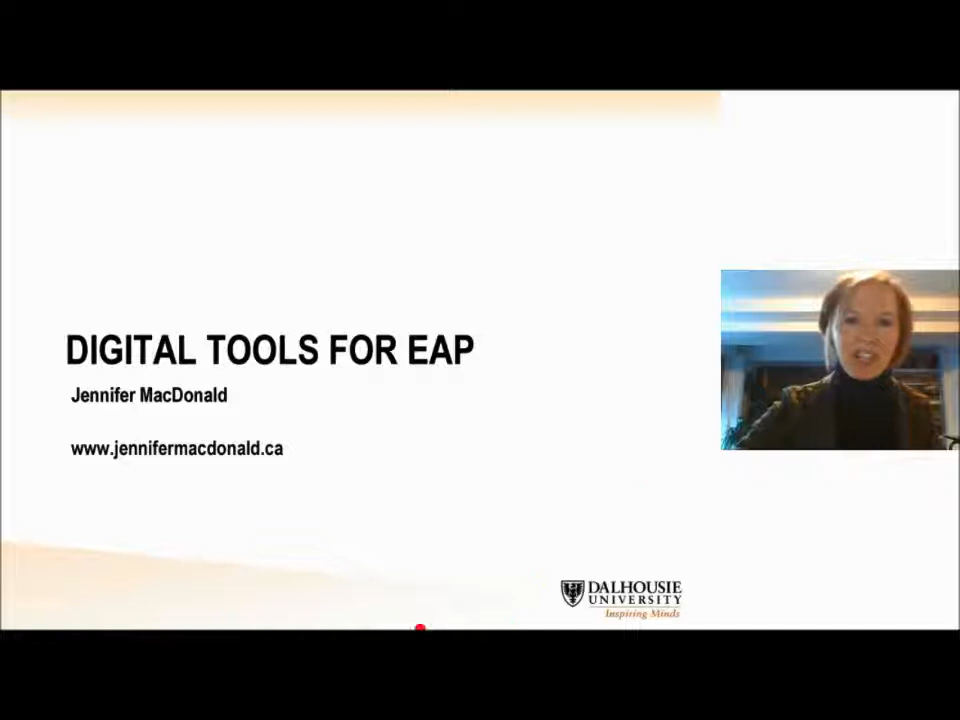 DIGITAL TOOLS FOR EAP
Jennifer MacDonald
www.jennifermacdonald.ca
DALHOUSIE
UNIVERSITY
Inspiring Minds